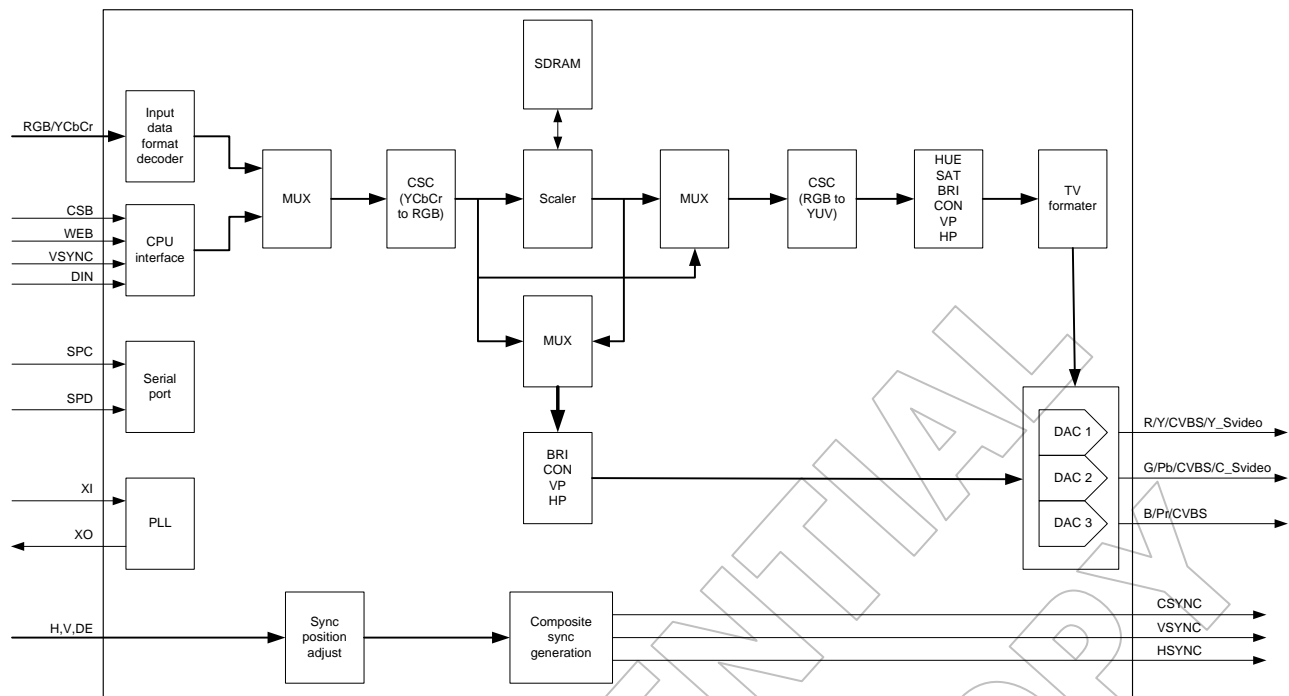 SDRAM
RGB/YCbCr
Input
data
format
decoder
MUX
CSC
(YCbCr
to RGB)
Scaler
MUX
CSC
(RGB to
YUV)
HUE
SAT
BRI
CON
VP
HP
TV
formater
CSB
WEB
VSYNC
DIN
CPU
interface
MUX
SPC
SPD
Serial
port
BRI
CON
VP
HP
DAC 1
DAC 2
DAC 3
R/Y/CVBS/Y_Svideo
G/Pb/CVBS/C_Svideo
B/Pr/CVBS
XI
XO
PLL
H,V,DE
Sync
position
adjust
Composite
sync
generation
CSYNC
VSYNC
HSYNC
ENTIAL
OPY